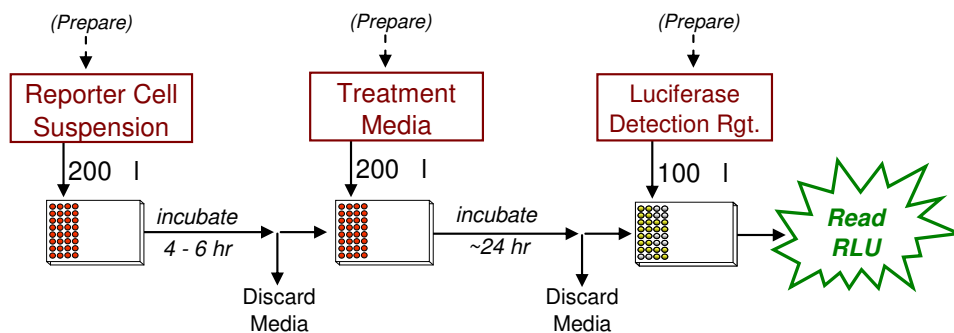 (Prepare)
Reporter Cell
Suspension
200 l
incubate
4 - 6 hr
Discard
Media
(Prepare)
Treatment
Media
200 l
incubate
~24 hr
Discard
Media
(Prepare)
Luciferase
Detection Rgt.
100 l
Read
RLU